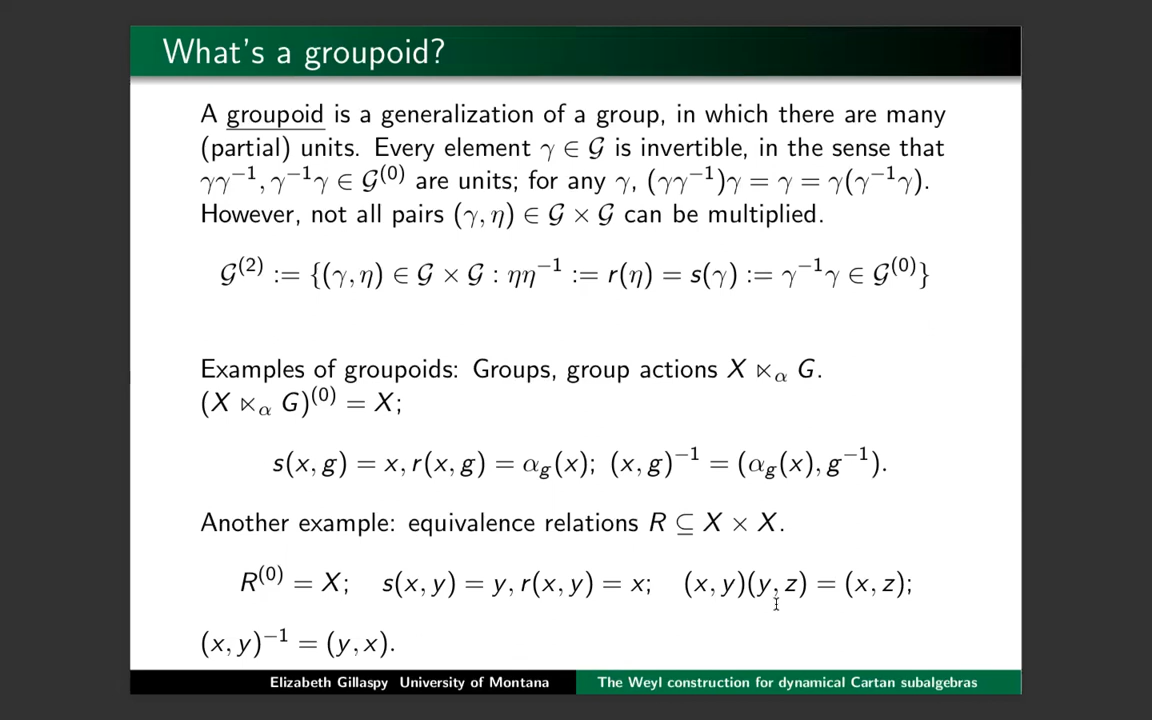 What's a groupoid?
A groupoid is a generalization of a group, in which there are many
(partial) units. Every element γ ∈ 𝒢 is invertible, in the sense that
γγ⁻¹, γ⁻¹γ ∈ 𝒢⁽⁰⁾ are units; for any γ, (γγ⁻¹)γ = γ = γ(γ⁻¹γ).
However, not all pairs (γ, η) ∈ 𝒢 × 𝒢 can be multiplied.
𝒢⁽²⁾ := {(γ, η) ∈ 𝒢 × 𝒢 : ηη⁻¹ := r(η) = s(γ) := γ⁻¹γ ∈ 𝒢⁽⁰⁾}
Examples of groupoids: Groups, group actions X ⋉_α G.
(X ⋉_α G)⁽⁰⁾ = X;
s(x, g) = x, r(x, g) = α_g(x); (x, g)⁻¹ = (α_g(x), g⁻¹).
Another example: equivalence relations R ⊆ X × X.
R⁽⁰⁾ = X; s(x, y) = y, r(x, y) = x; (x, y)(y, z) = (x, z);
(x, y)⁻¹ = (y, x).
Elizabeth Gillaspy University of Montana The Weyl construction for dynamical Cartan subalgebras